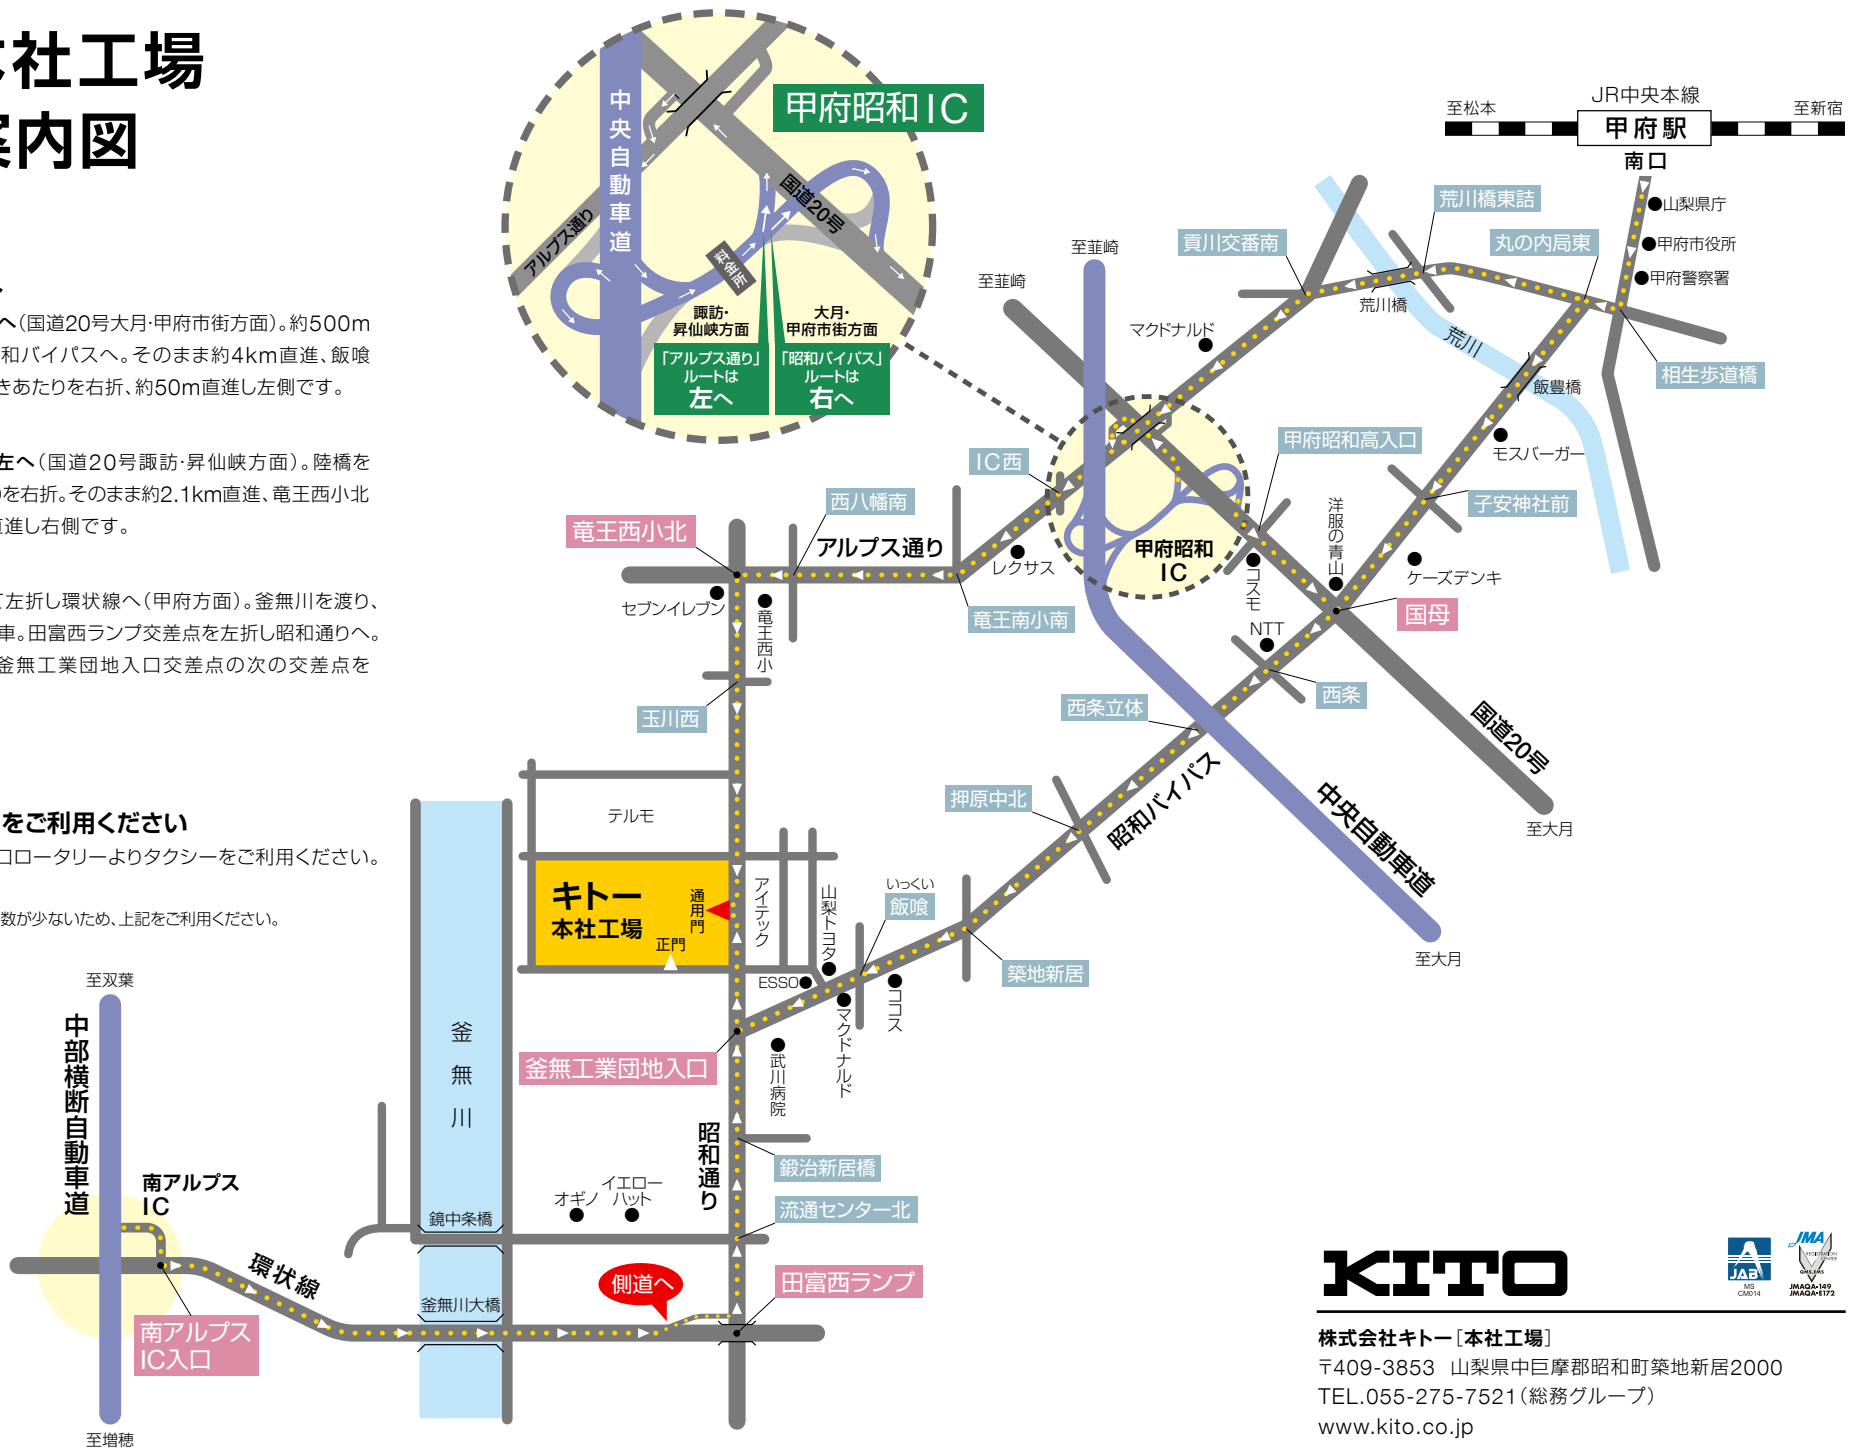 本社工場
案内図
へ(国道20号大月・甲府市街方面)。約500m
和バイパスへ。そのまま約4km直進、飯喰
きあたりを右折、約50m直進し左側です。
左へ(国道20号諏訪・昇仙峡方面)。陸橋を
を右折。そのまま約2.1km直進、竜王西小北
直進し右側です。
て左折し環状線へ(甲府方面)。釜無川を渡り、
車。田富西ランプ交差点を左折し昭和通りへ。
釜無工業団地入口交差点の次の交差点を
をご利用ください
口ロータリーよりタクシーをご利用ください。
数が少ないため、上記をご利用ください。
中央自動車道
甲府昭和IC
アルプス通り
国道20号
料金所
諏訪・
昇仙峡方面
大月・
甲府市街方面
「アルプス通り」
ルートは
左へ
「昭和バイパス」
ルートは
右へ
JR中央本線
至松本
甲府駅
至新宿
南口
山梨県庁
甲府市役所
甲府警察署
荒川橋東詰
丸の内局東
貢川交番南
至韮崎
至韮崎
荒川橋
荒川
マクドナルド
相生歩道橋
飯豊橋
モスバーガー
甲府昭和高入口
IC西
子安神社前
西八幡南
竜王西小北
アルプス通り
洋服の青山
甲府昭和
IC
レクサス
コスモ
ケーズデンキ
セブンイレブン
竜王西小
竜王南小南
国母
NTT
西条
玉川西
西条立体
国道20号
昭和バイパス
押原中北
中央自動車道
至大月
至大月
テルモ
キトー
本社工場
通用門
正門
アイテック
山梨トヨタ
いっくい
飯喰
築地新居
ESSO
ココス
マクドナルド
武川病院
釜無工業団地入口
至双葉
中部横断自動車道
釜無川
昭和通り
鍛治新居橋
南アルプス
IC
イエロー
ハット
オギノ
流通センター北
鏡中条橋
環状線
側道へ
田富西ランプ
釜無川大橋
南アルプス
IC入口
至増穂
KITO
JAB
MS
CM014
JMA
REGISTRATION
CENTER
QMS.EMS
JMAQA-149
JMAQA-E172
株式会社キトー[本社工場]
〒409-3853 山梨県中巨摩郡昭和町築地新居2000
TEL.055-275-7521(総務グループ)
www.kito.co.jp